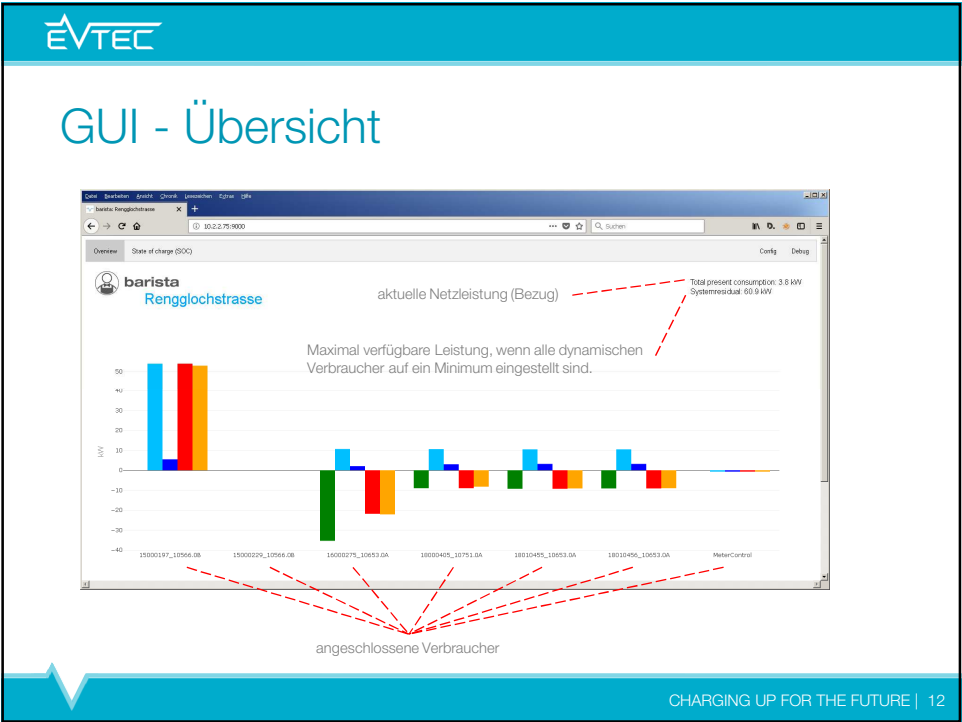 EVTEC
GUI - Übersicht
Datei Bearbeiten Ansicht Chronik Lesezeichen Extras Hilfe
barista: Rengglochstrasse
10.2.2.75:9000
Suchen
Overview State of charge (SOC) Config Debug
barista
Rengglochstrasse
aktuelle Netzleistung (Bezug)
Total present consumption: 3.8 kW
Systemresidual: 60.9 kW
Maximal verfügbare Leistung, wenn alle dynamischen
Verbraucher auf ein Minimum eingestellt sind.
kW
50
40
30
20
10
0
−10
−20
−30
−40
15000197_10566.0B 15000229_10566.0B 16000275_10653.0A 18000405_10751.0A 18010455_10653.0A 18010456_10653.0A MeterControl
angeschlossene Verbraucher
CHARGING UP FOR THE FUTURE | 12